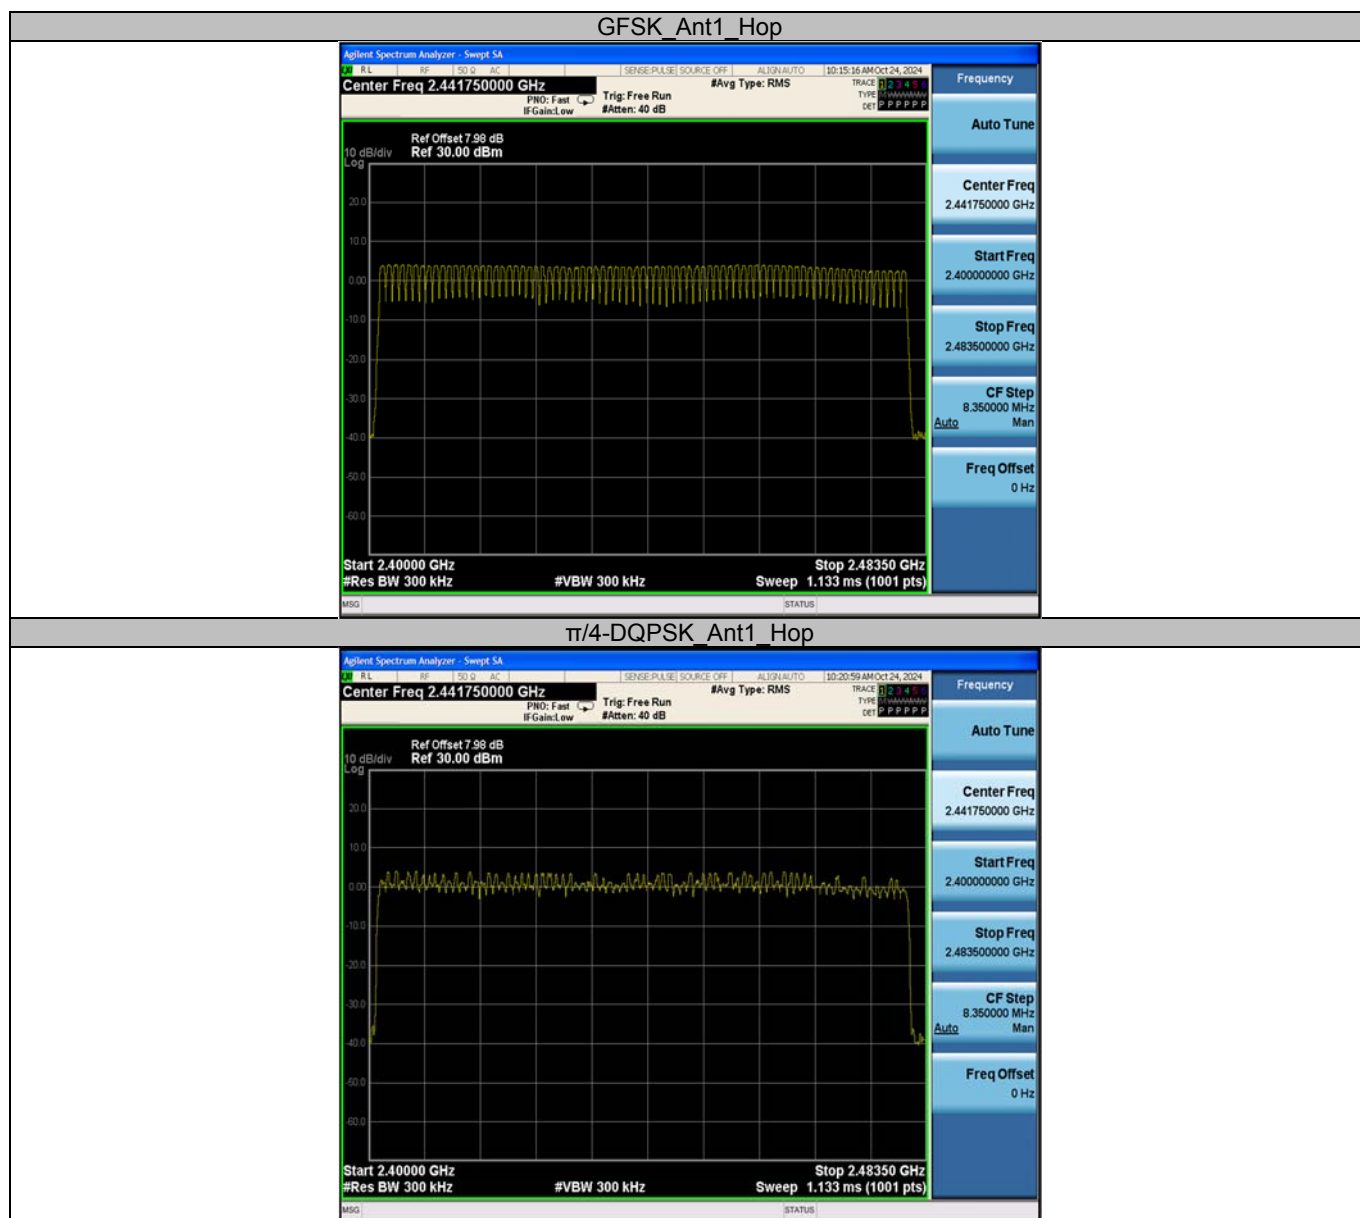 GFSK_Ant1_Hop
Agilent Spectrum Analyzer - Swept SA
RL RF 50 Ω AC SENSE:PULSE SOURCE OFF ALIGN AUTO 10:15:16 AM Oct 24, 2024
Center Freq 2.441750000 GHz #Avg Type: RMS TRACE 1 2 3 4 5 6
PNO: Fast Trig: Free Run TYPE
IFGain:Low #Atten: 40 dB DET P P P P P P
Frequency
Auto Tune
Ref Offset 7.98 dB
10 dB/div Ref 30.00 dBm
Log
20.0
10.0
0.00
-10.0
-20.0
-30.0
-40.0
-50.0
-60.0
Center Freq
2.441750000 GHz
Start Freq
2.400000000 GHz
Stop Freq
2.483500000 GHz
CF Step
8.350000 MHz
Auto Man
Freq Offset
0 Hz
Start 2.40000 GHz Stop 2.48350 GHz
#Res BW 300 kHz #VBW 300 kHz Sweep 1.133 ms (1001 pts)
MSG STATUS
π/4-DQPSK_Ant1_Hop
Agilent Spectrum Analyzer - Swept SA
RL RF 50 Ω AC SENSE:PULSE SOURCE OFF ALIGN AUTO 10:20:59 AM Oct 24, 2024
Center Freq 2.441750000 GHz #Avg Type: RMS TRACE 1 2 3 4 5 6
PNO: Fast Trig: Free Run TYPE
IFGain:Low #Atten: 40 dB DET P P P P P P
Frequency
Auto Tune
Ref Offset 7.98 dB
10 dB/div Ref 30.00 dBm
Log
20.0
10.0
0.00
-10.0
-20.0
-30.0
-40.0
-50.0
-60.0
Center Freq
2.441750000 GHz
Start Freq
2.400000000 GHz
Stop Freq
2.483500000 GHz
CF Step
8.350000 MHz
Auto Man
Freq Offset
0 Hz
Start 2.40000 GHz Stop 2.48350 GHz
#Res BW 300 kHz #VBW 300 kHz Sweep 1.133 ms (1001 pts)
MSG STATUS